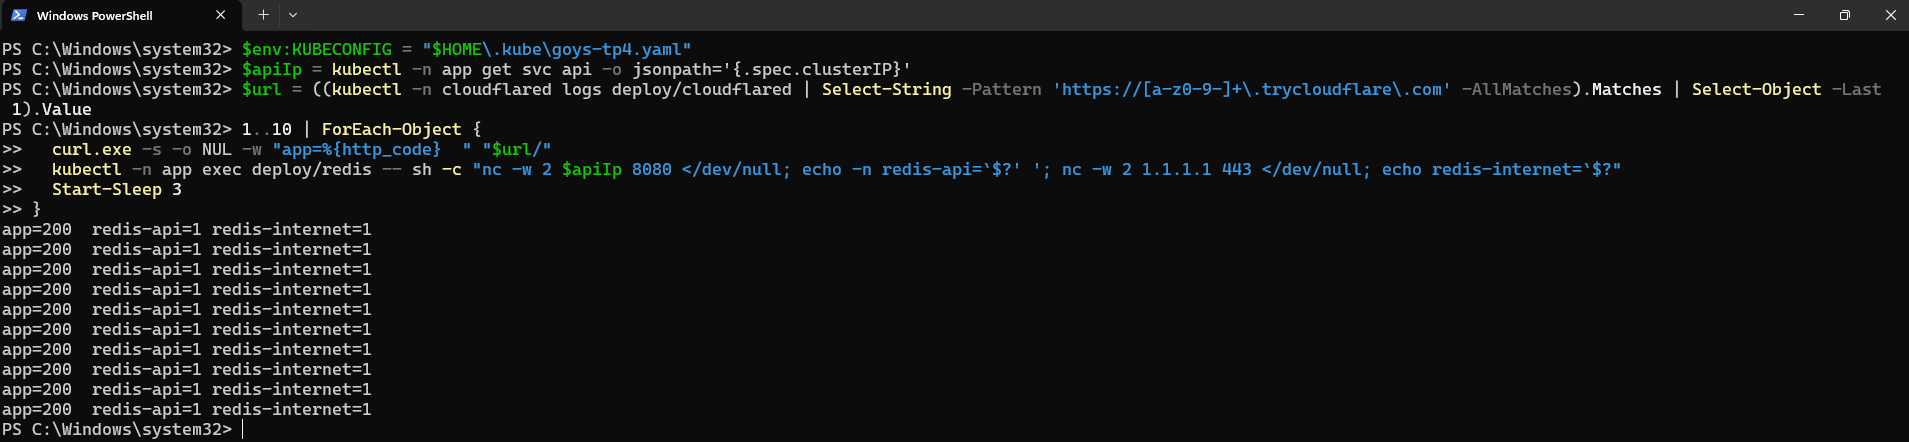 Windows PowerShell
PS C:\Windows\system32> $env:KUBECONFIG = "$HOME\.kube\goys-tp4.yaml"
PS C:\Windows\system32> $apiIp = kubectl -n app get svc api -o jsonpath='{.spec.clusterIP}'
PS C:\Windows\system32> $url = ((kubectl -n cloudflared logs deploy/cloudflared | Select-String -Pattern 'https://[a-z0-9-]+\.trycloudflare\.com' -AllMatches).Matches | Select-Object -Last
 1).Value
PS C:\Windows\system32> 1..10 | ForEach-Object {
>>   curl.exe -s -o NUL -w "app=%{http_code}  " "$url/"
>>   kubectl -n app exec deploy/redis -- sh -c "nc -w 2 $apiIp 8080 </dev/null; echo -n redis-api=`$?' '; nc -w 2 1.1.1.1 443 </dev/null; echo redis-internet=`$?"
>>   Start-Sleep 3
>> }
app=200  redis-api=1 redis-internet=1
app=200  redis-api=1 redis-internet=1
app=200  redis-api=1 redis-internet=1
app=200  redis-api=1 redis-internet=1
app=200  redis-api=1 redis-internet=1
app=200  redis-api=1 redis-internet=1
app=200  redis-api=1 redis-internet=1
app=200  redis-api=1 redis-internet=1
app=200  redis-api=1 redis-internet=1
app=200  redis-api=1 redis-internet=1
PS C:\Windows\system32>